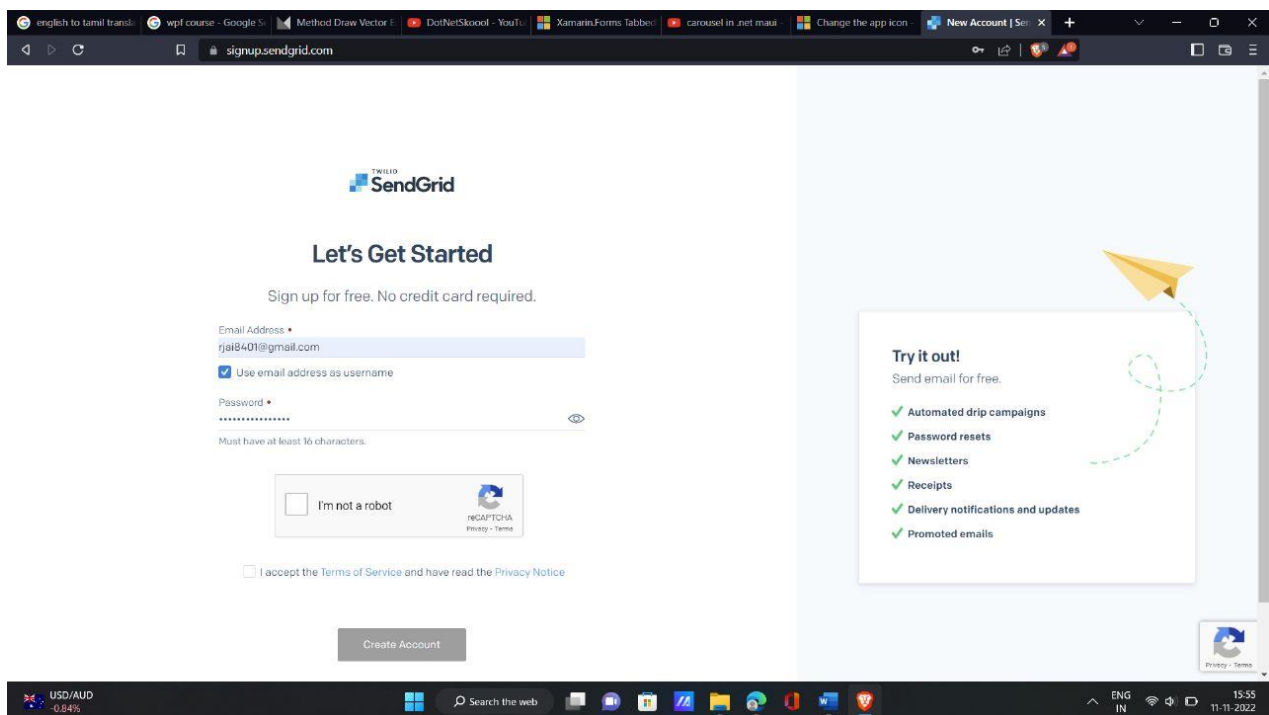 english to tamil transla
wpf course - Google Se
Method Draw Vector E
DotNetSkoool - YouTu
Xamarin.Forms Tabbed
carousel in .net maui -
Change the app icon -
New Account | Sen
signup.sendgrid.com
TWILIO
SendGrid
Let's Get Started
Sign up for free. No credit card required.
Email Address •
rjai8401@gmail.com
Use email address as username
Password •
•••••••••••••••
Must have at least 16 characters.
I'm not a robot
reCAPTCHA
Privacy - Terms
I accept the Terms of Service and have read the Privacy Notice
Create Account
Try it out!
Send email for free.
Automated drip campaigns
Password resets
Newsletters
Receipts
Delivery notifications and updates
Promoted emails
Privacy - Terms
USD/AUD
-0.84%
Search the web
ENG
IN
15:55
11-11-2022